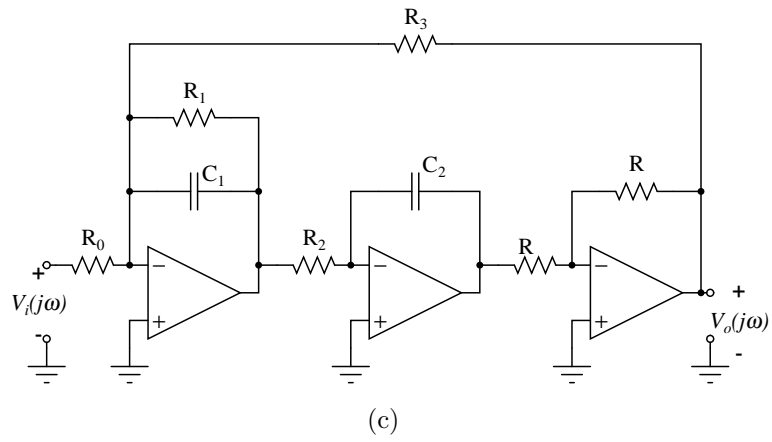 R₃
R₁
C₁
C₂
R
R₀
R₂
R
+
−
−
−
Vᵢ(jω)
+
Vₒ(jω)
-
+
+
+
-
(c)